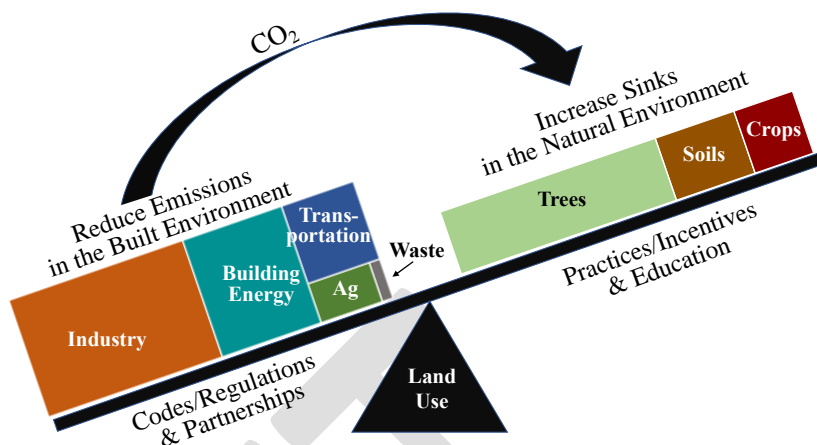 CO₂
Reduce Emissions
in the Built Environment
Increase Sinks
in the Natural Environment
Industry
Building
Energy
Trans-
portation
Ag
Waste
Trees
Soils
Crops
Codes/Regulations
& Partnerships
Practices/Incentives
& Education
Land
Use